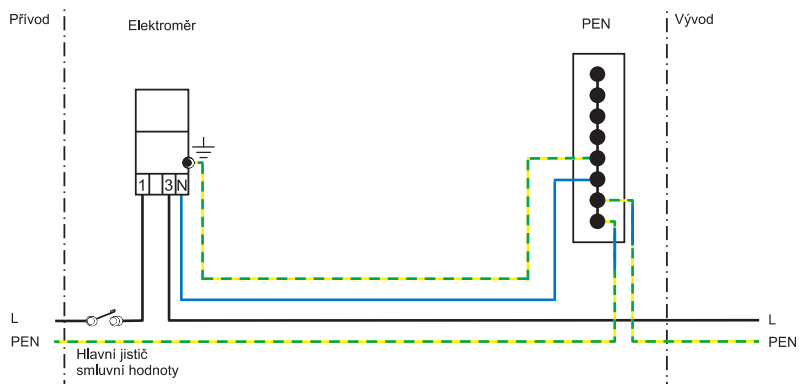 Přívod
Elektroměr
PEN
Vývod
1 3 N
L
L
PEN
PEN
Hlavní jistič
smluvní hodnoty